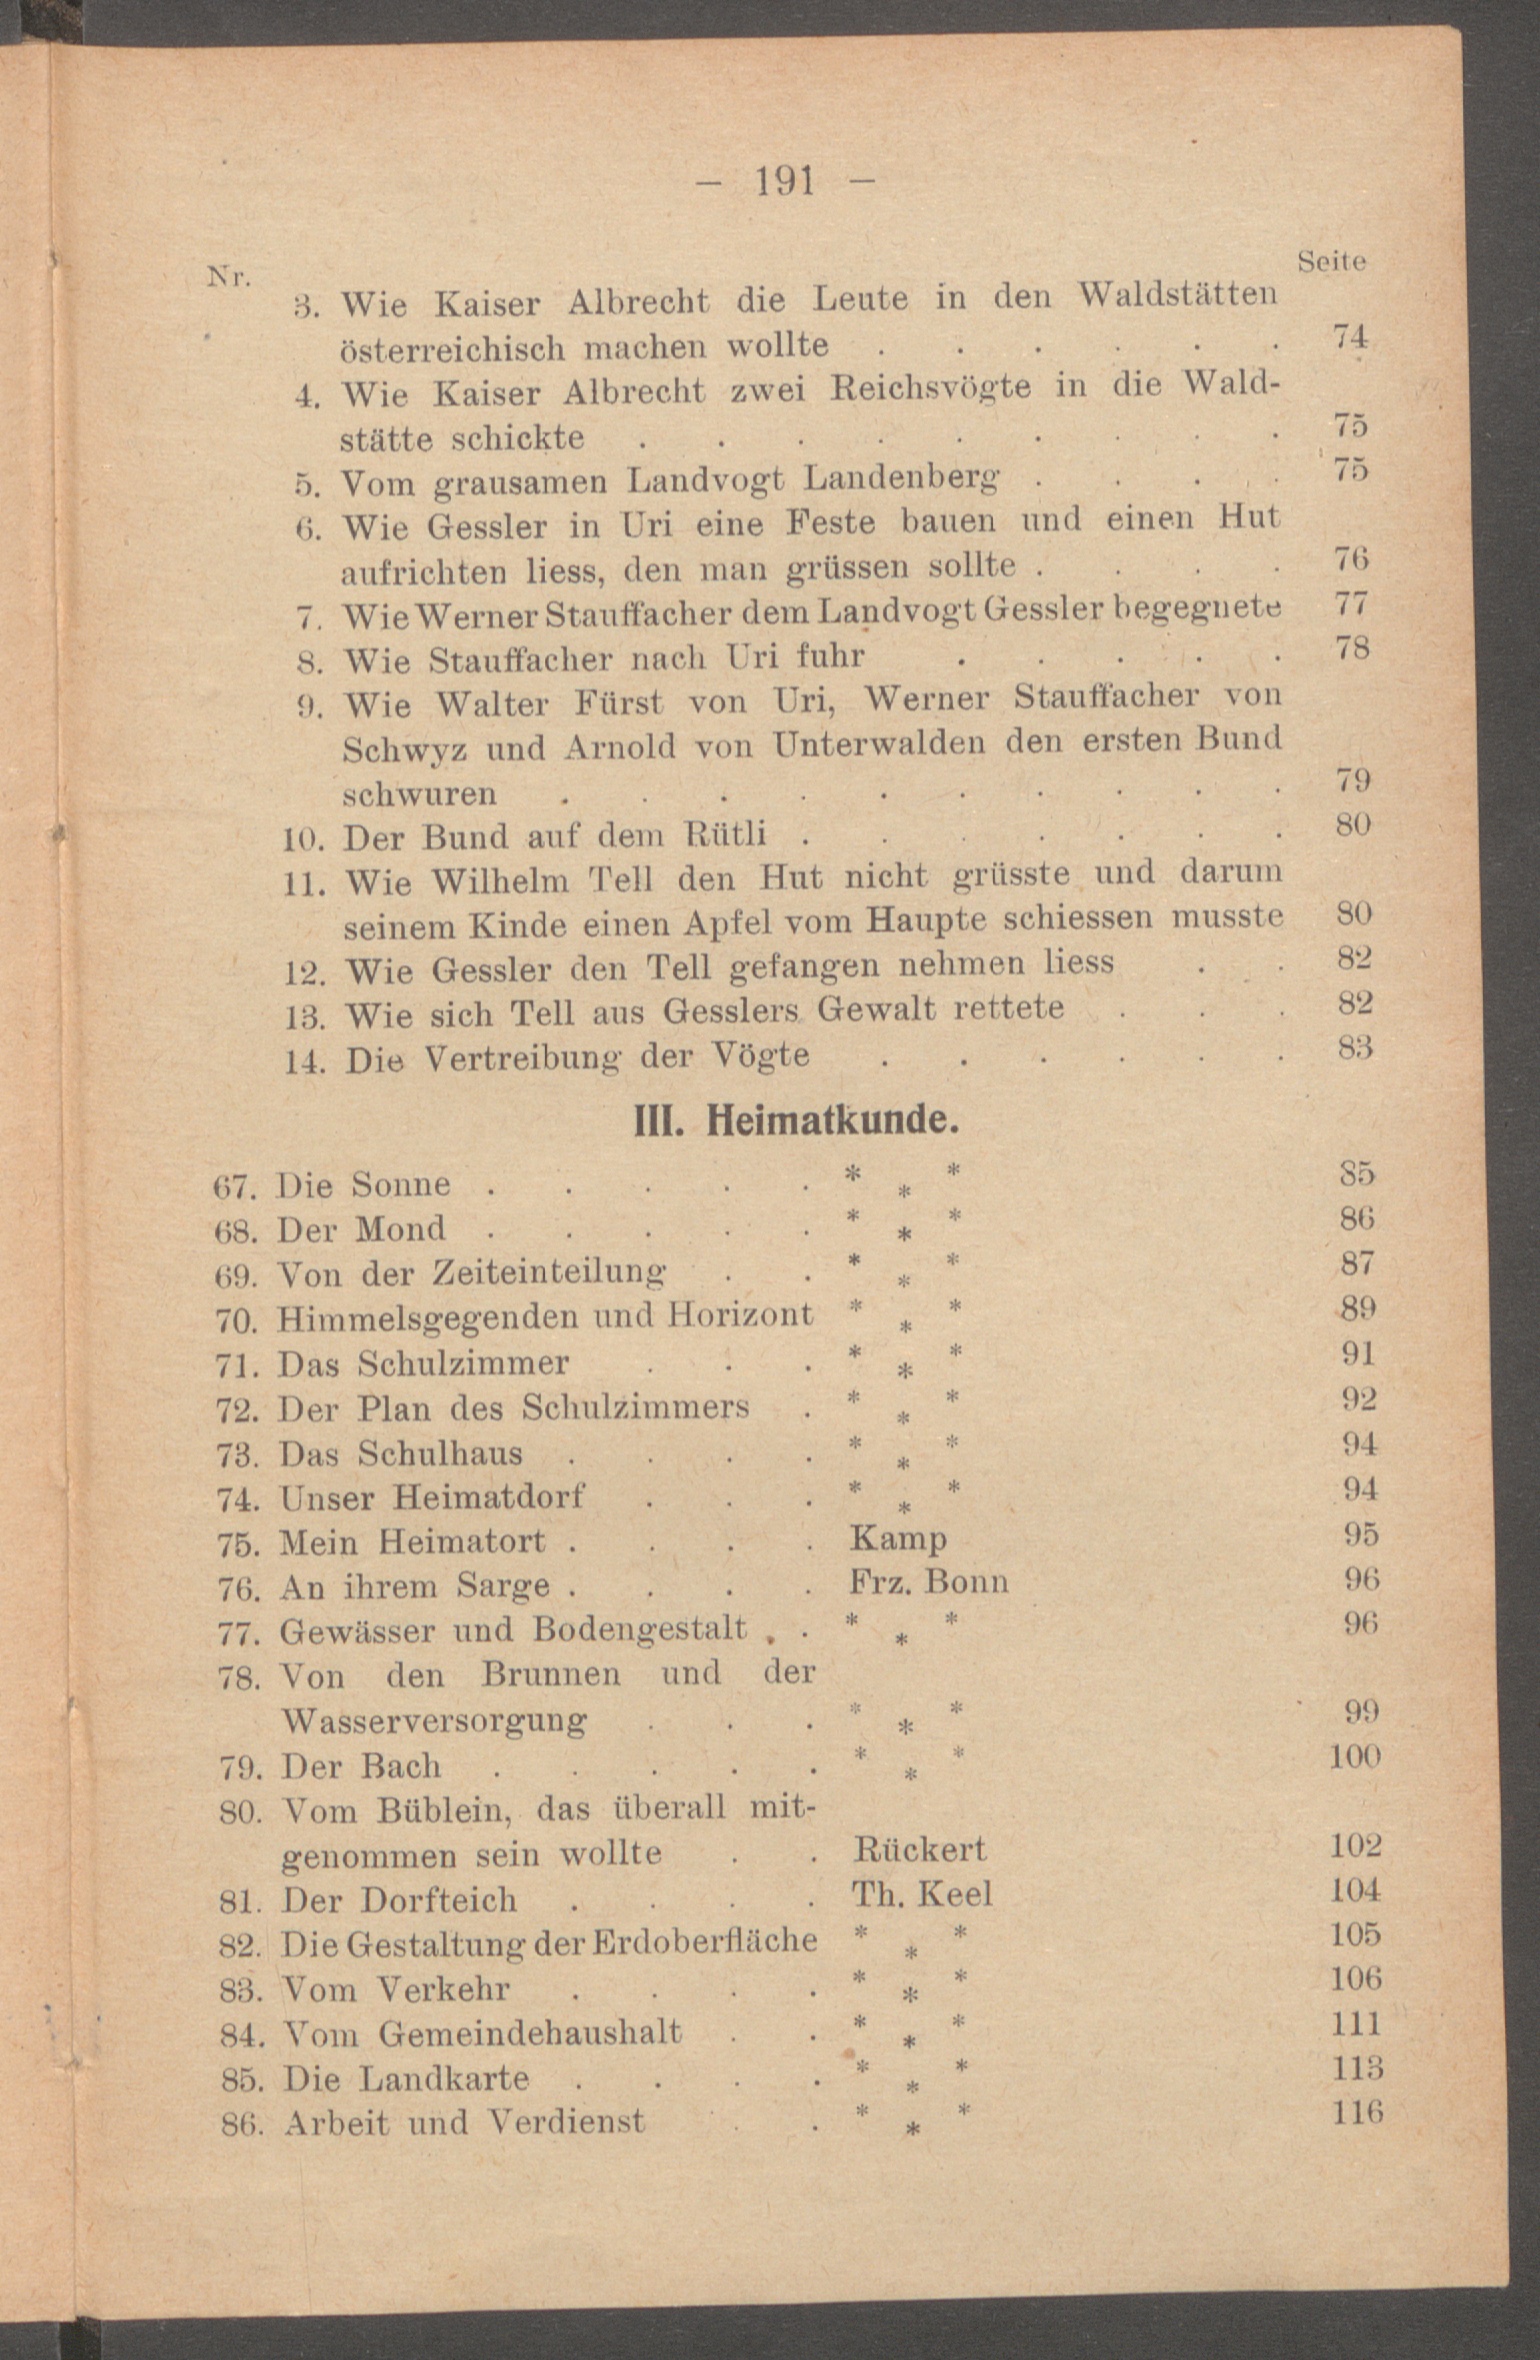 — 191 —
Nr. Seite
3. Wie Kaiser Albrecht die Leute in den Waldstätten
österreichisch machen wollte . . . . . . 74
4. Wie Kaiser Albrecht zwei Reichsvögte in die Wald-
stätte schickte . . . . . . . . . 75
5. Vom grausamen Landvogt Landenberg . . . . 75
6. Wie Gessler in Uri eine Feste bauen und einen Hut
aufrichten liess, den man grüssen sollte . . . . 76
7. Wie Werner Stauffacher dem Landvogt Gessler begegnete 77
8. Wie Stauffacher nach Uri fuhr . . . . . 78
9. Wie Walter Fürst von Uri, Werner Stauffacher von
Schwyz und Arnold von Unterwalden den ersten Bund
schwuren . . . . . . . . . . 79
10. Der Bund auf dem Rütli . . . . . . . 80
11. Wie Wilhelm Tell den Hut nicht grüsste und darum
seinem Kinde einen Apfel vom Haupte schiessen musste 80
12. Wie Gessler den Tell gefangen nehmen liess . . 82
13. Wie sich Tell aus Gesslers Gewalt rettete . . . 82
14. Die Vertreibung der Vögte . . . . . . 83
III. Heimatkunde.
67. Die Sonne . . . . . * * * 85
68. Der Mond . . . . . * * * 86
69. Von der Zeiteinteilung . . * * * 87
70. Himmelsgegenden und Horizont * * * 89
71. Das Schulzimmer . . . * * * 91
72. Der Plan des Schulzimmers . * * * 92
73. Das Schulhaus . . . . * * * 94
74. Unser Heimatdorf . . . * * * 94
75. Mein Heimatort . . . . Kamp 95
76. An ihrem Sarge . . . . Frz. Bonn 96
77. Gewässer und Bodengestalt . . * * * 96
78. Von den Brunnen und der
Wasserversorgung . . . * * * 99
79. Der Bach . . . . . * * * 100
80. Vom Büblein, das überall mit-
genommen sein wollte . . Rückert 102
81. Der Dorfteich . . . . Th. Keel 104
82. Die Gestaltung der Erdoberfläche * * * 105
83. Vom Verkehr . . . . * * * 106
84. Vom Gemeindehaushalt . . * * * 111
85. Die Landkarte . . . . * * * 113
86. Arbeit und Verdienst . . * * * 116